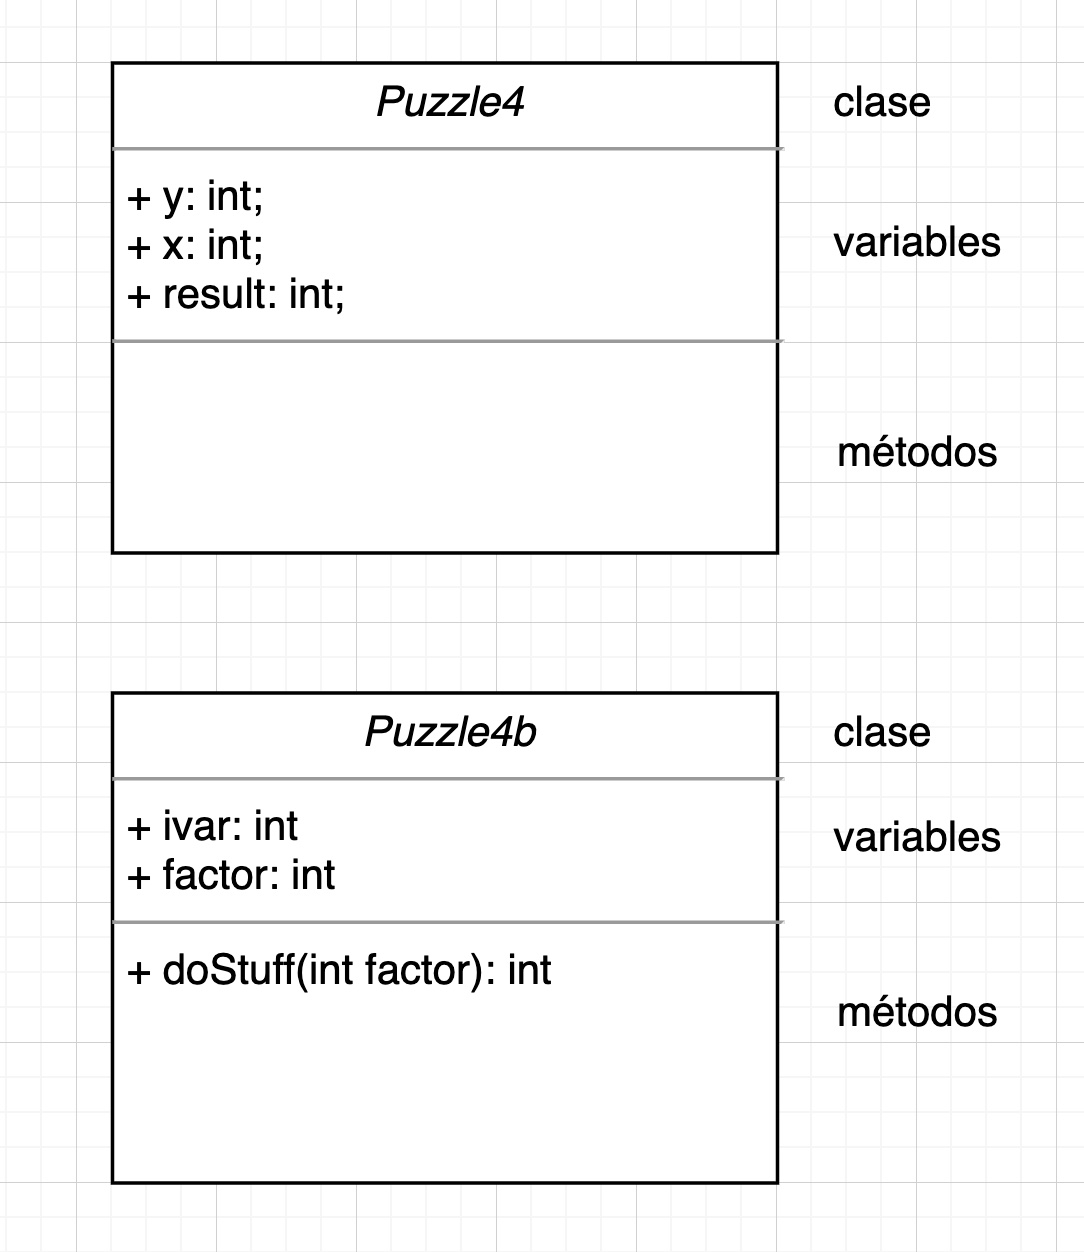 Puzzle4
clase
+ y: int;
+ x: int;
variables
+ result: int;
métodos
Puzzle4b
clase
+ ivar: int
variables
+ factor: int
+ doStuff(int factor): int
métodos